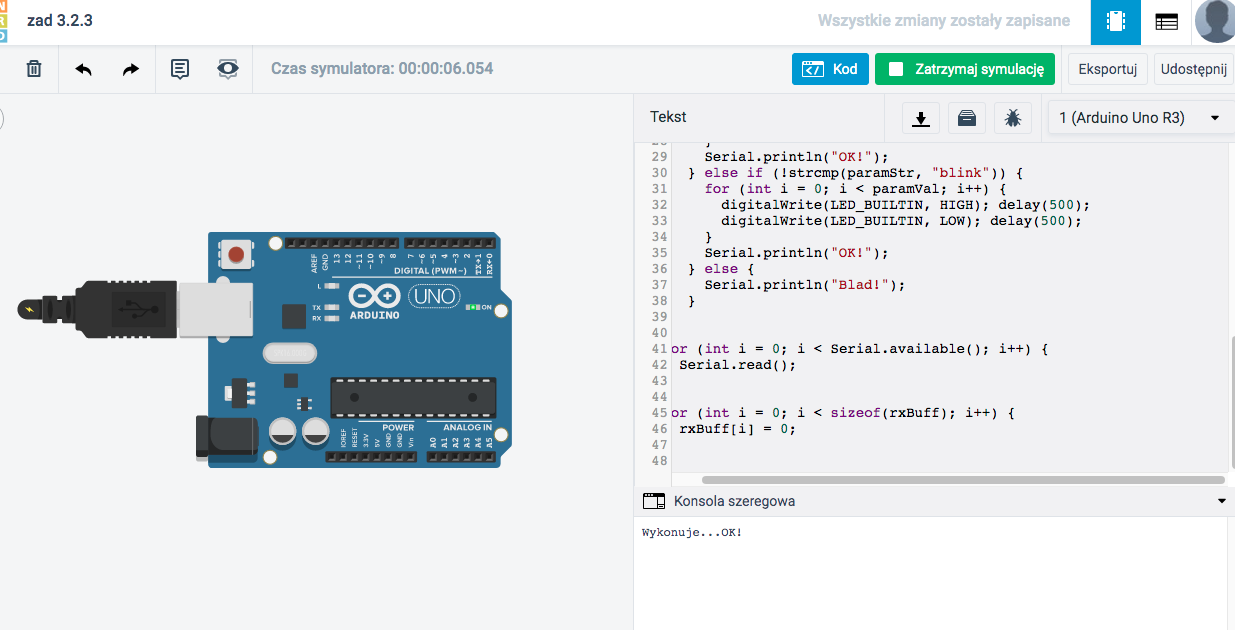 zad 3.2.3
Wszystkie zmiany zostały zapisane
Czas symulatora: 00:00:06.054
Kod
Zatrzymaj symulację
Eksportuj
Udostępnij
Tekst
1 (Arduino Uno R3)
29 Serial.println("OK!");
30 } else if (!strcmp(paramStr, "blink")) {
31 for (int i = 0; i < paramVal; i++) {
32 digitalWrite(LED_BUILTIN, HIGH); delay(500);
33 digitalWrite(LED_BUILTIN, LOW); delay(500);
34 }
35 Serial.println("OK!");
36 } else {
37 Serial.println("Blad!");
38 }
39
40
41 or (int i = 0; i < Serial.available(); i++) {
42 Serial.read();
43
44
45 or (int i = 0; i < sizeof(rxBuff); i++) {
46 rxBuff[i] = 0;
47
48
Konsola szeregowa
Wykonuje...OK!
AREF
GND
13
12
~11
~10
~9
8
7
~6
~5
4
~3
2
TX→1
RX←0
DIGITAL (PWM~)
L
TX
RX
ARDUINO
UNO
ON
POWER
ANALOG IN
IOREF
RESET
3.3V
5V
GND
GND
Vin
A0
A1
A2
A3
A4
A5